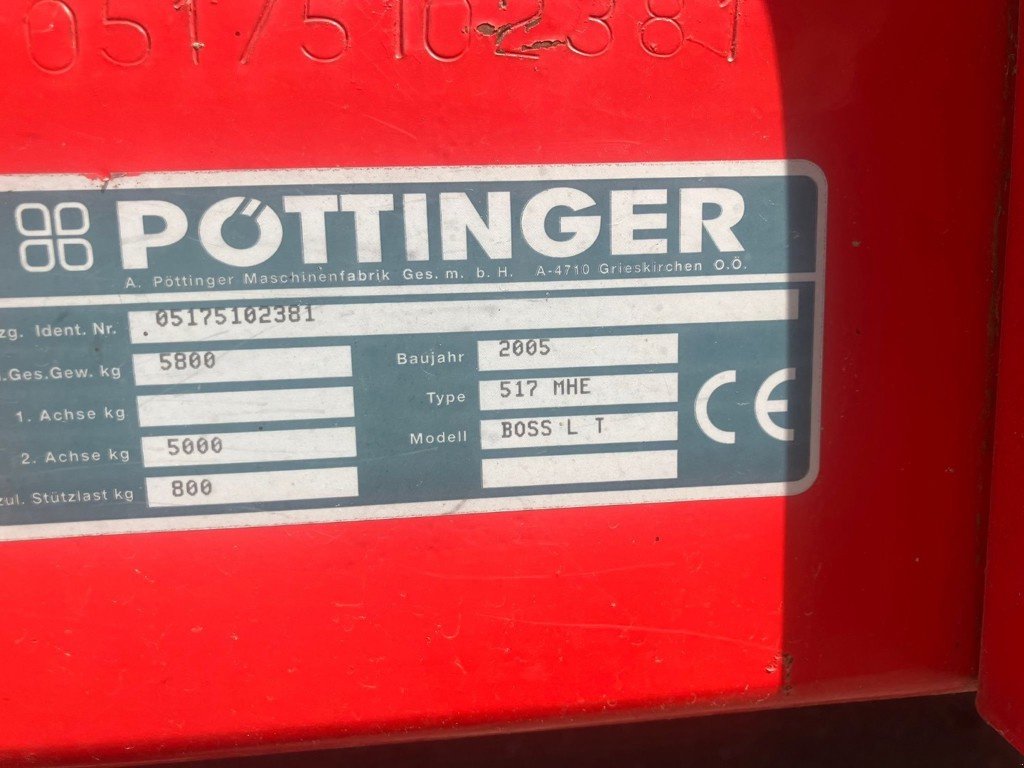 05175102381
PÖTTINGER
A. Pöttinger Maschinenfabrik Ges. m. b. H. A-4710 Grieskirchen O.Ö.
zg. Ident. Nr. 05175102381
.Ges.Gew. kg 5800 Baujahr 2005
1. Achse kg Type 517 MHE
2. Achse kg 5000 Modell BOSS L T
zul. Stützlast kg 800
CE